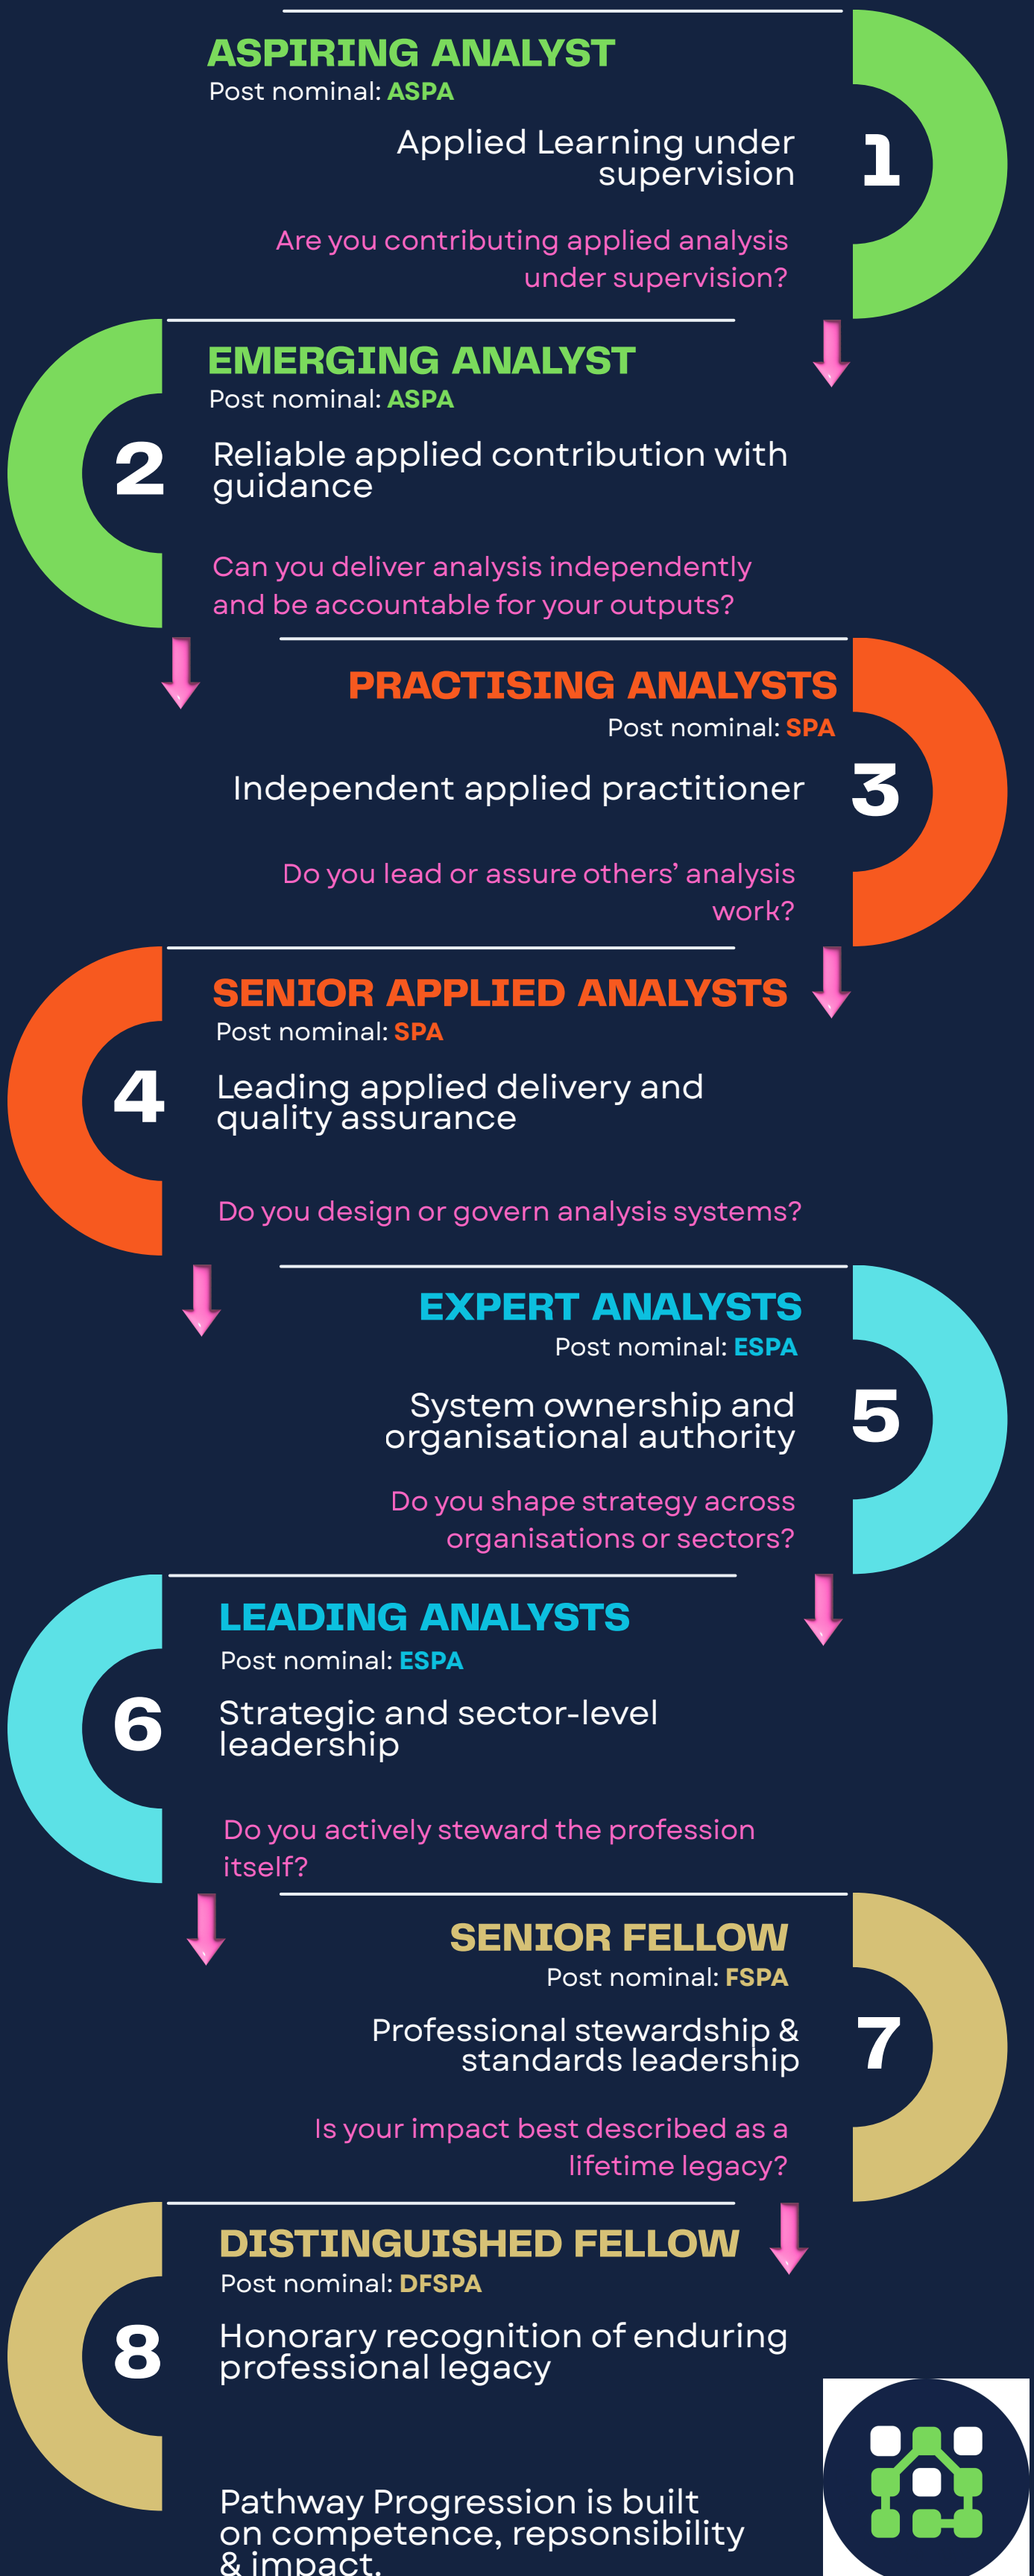 ASPIRING ANALYST
Post nominal: ASPA
Applied Learning under
supervision
1
Are you contributing applied analysis
under supervision?
EMERGING ANALYST
Post nominal: ASPA
2
Reliable applied contribution with
guidance
Can you deliver analysis independently
and be accountable for your outputs?
PRACTISING ANALYSTS
Post nominal: SPA
Independent applied practitioner
3
Do you lead or assure others’ analysis
work?
SENIOR APPLIED ANALYSTS
Post nominal: SPA
4
Leading applied delivery and
quality assurance
Do you design or govern analysis systems?
EXPERT ANALYSTS
Post nominal: ESPA
System ownership and
organisational authority
5
Do you shape strategy across
organisations or sectors?
LEADING ANALYSTS
Post nominal: ESPA
6
Strategic and sector-level
leadership
Do you actively steward the profession
itself?
SENIOR FELLOW
Post nominal: FSPA
Professional stewardship &
standards leadership
7
Is your impact best described as a
lifetime legacy?
DISTINGUISHED FELLOW
Post nominal: DFSPA
8
Honorary recognition of enduring
professional legacy
Pathway Progression is built
on competence, repsonsibility
& impact.